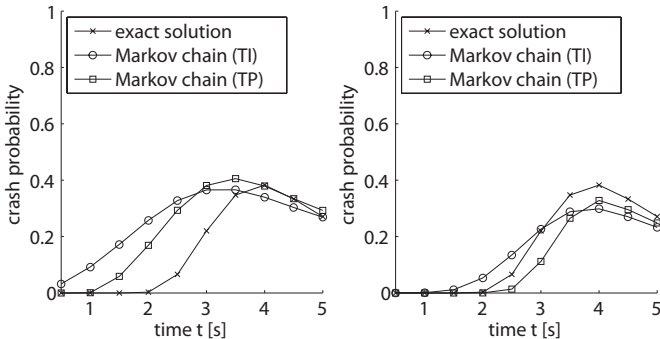 1
0.8
0.6
0.4
0.2
0
crash probability
exact solution
Markov chain (TI)
Markov chain (TP)
1 2 3 4 5
time t [s]
1
0.8
0.6
0.4
0.2
0
crash probability
exact solution
Markov chain (TI)
Markov chain (TP)
1 2 3 4 5
time t [s]